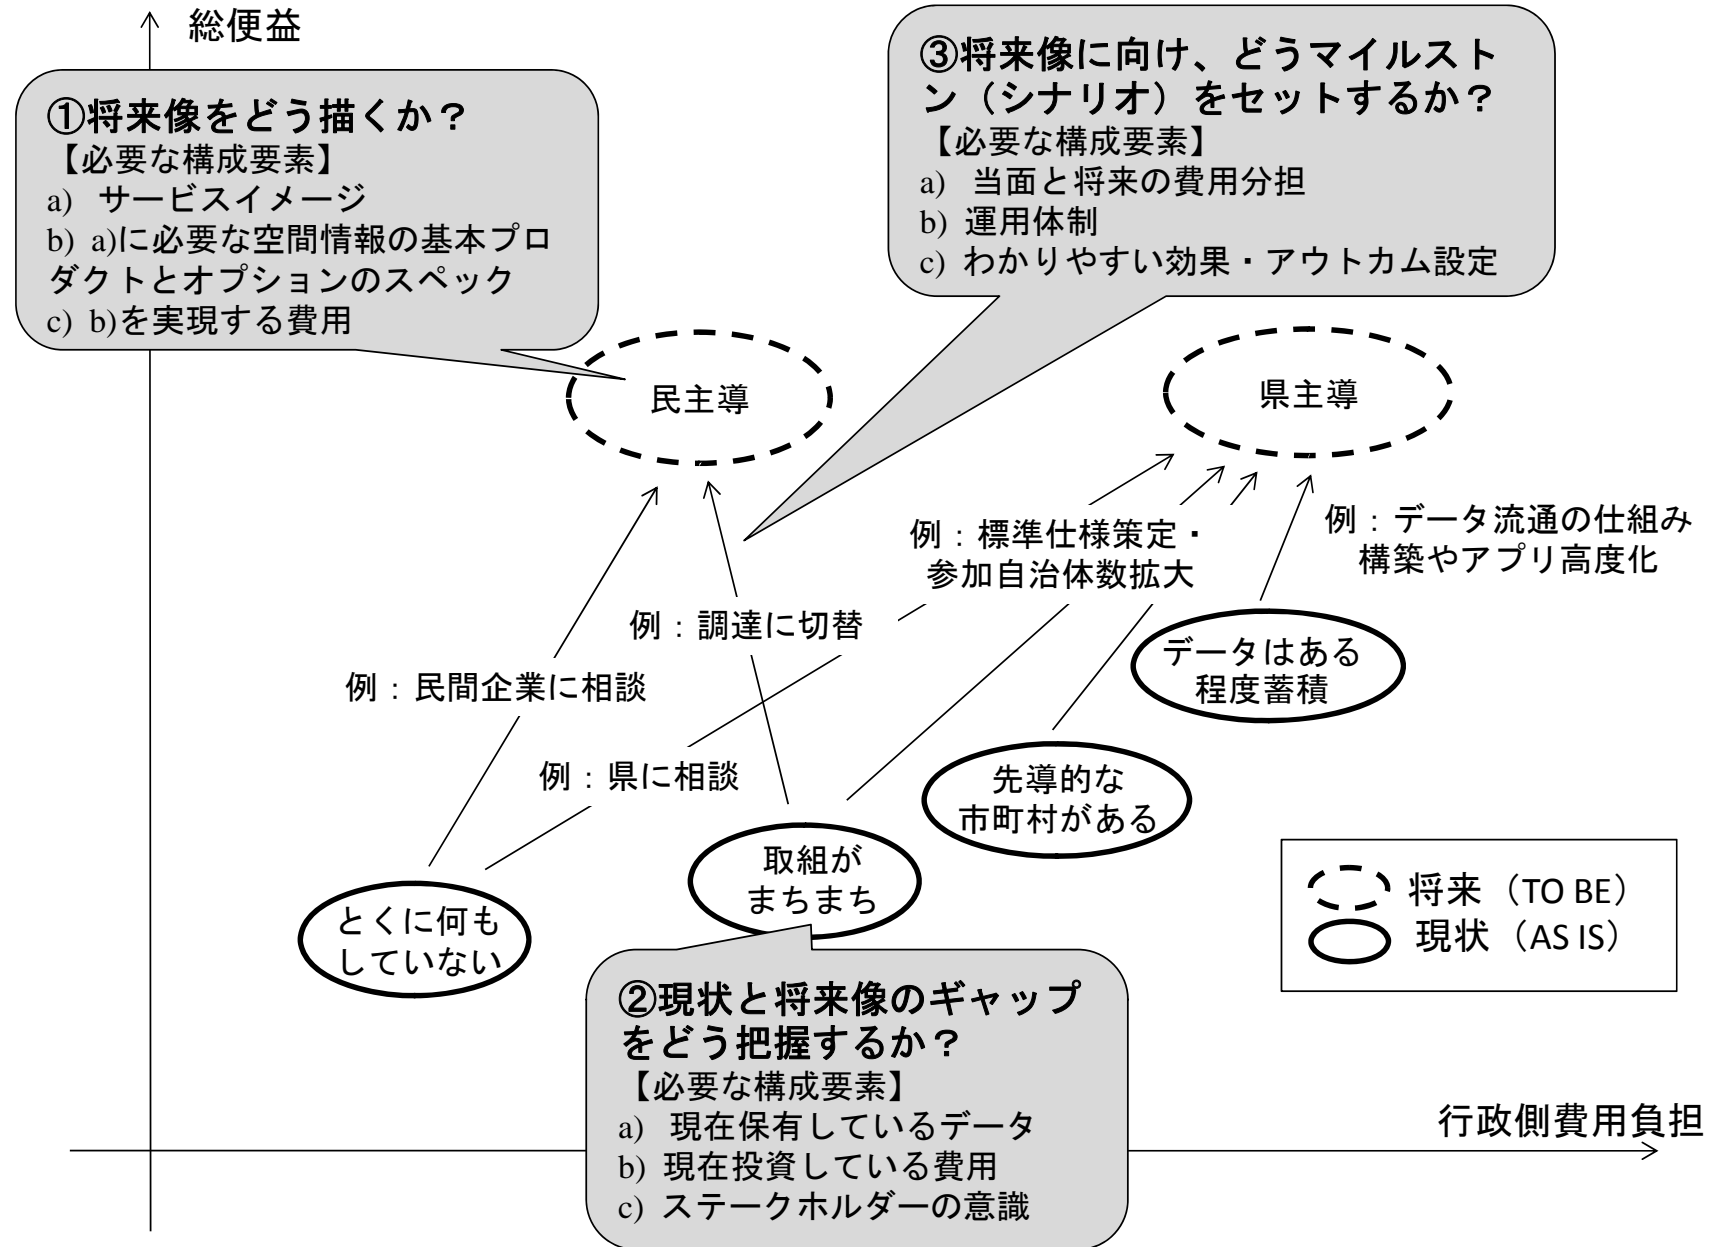 総便益
①将来像をどう描くか？
【必要な構成要素】
a) サービスイメージ
b) a)に必要な空間情報の基本プロ
ダクトとオプションのスペック
c) b)を実現する費用
③将来像に向け、どうマイルスト
ン（シナリオ）をセットするか？
【必要な構成要素】
a) 当面と将来の費用分担
b) 運用体制
c) わかりやすい効果・アウトカム設定
民主導
県主導
例：標準仕様策定・
参加自治体数拡大
例：データ流通の仕組み
構築やアプリ高度化
例：調達に切替
例：民間企業に相談
例：県に相談
データはある
程度蓄積
先導的な
市町村がある
取組が
まちまち
とくに何も
していない
将来（TO BE）
現状（AS IS）
②現状と将来像のギャップ
をどう把握するか？
【必要な構成要素】
a) 現在保有しているデータ
b) 現在投資している費用
c) ステークホルダーの意識
行政側費用負担